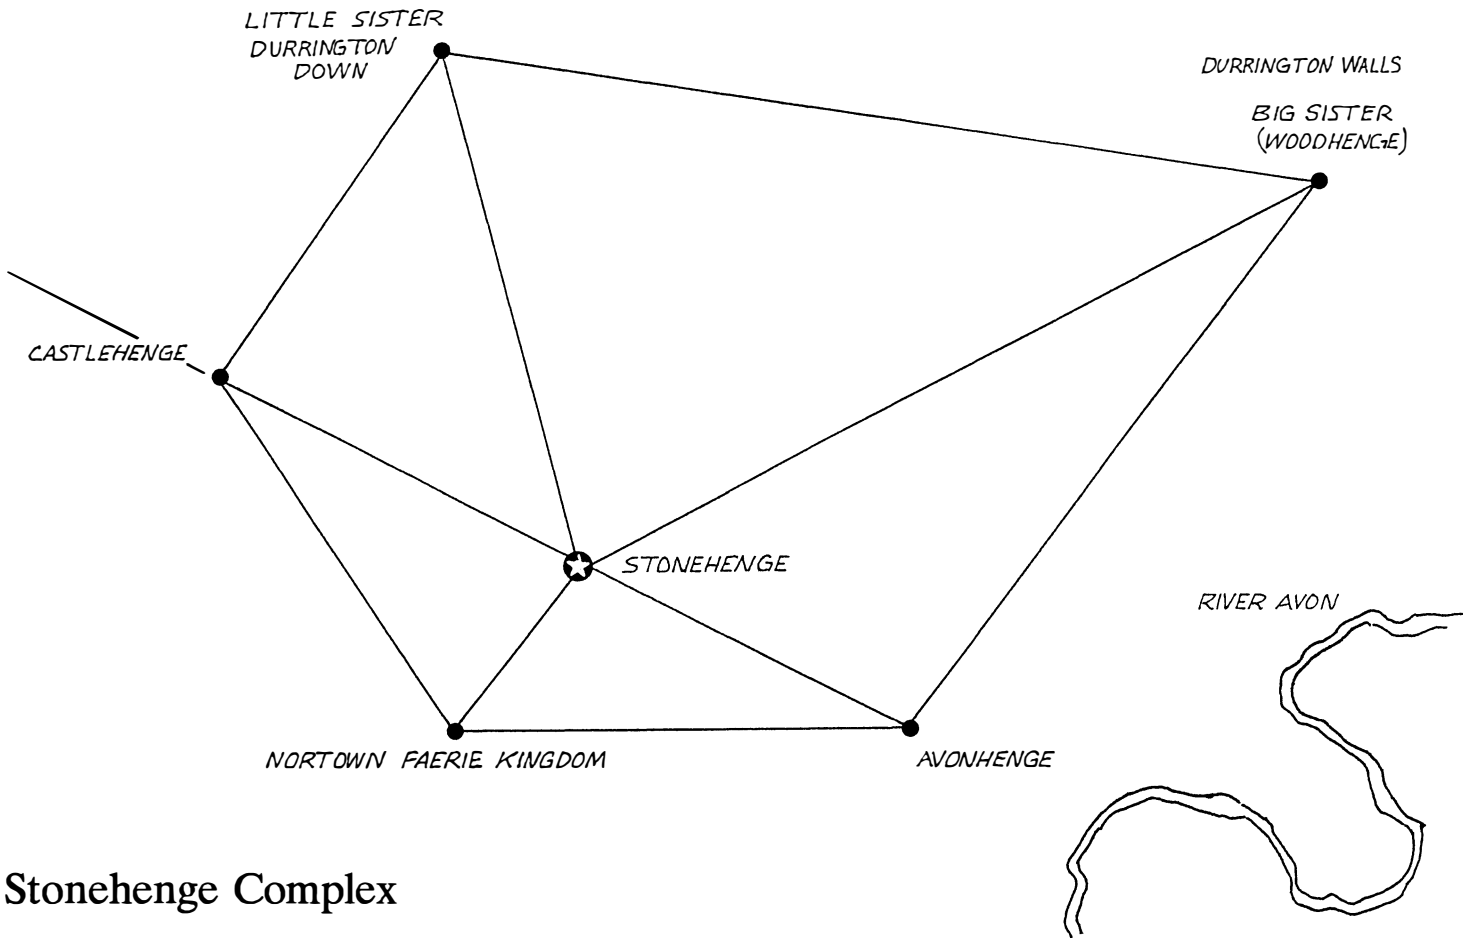 LITTLE SISTER
DURRINGTON
DOWN
DURRINGTON WALLS
BIG SISTER
(WOODHENGE)
CASTLEHENGE
STONEHENGE
RIVER AVON
NORTOWN FAERIE KINGDOM
AVONHENGE
Stonehenge Complex